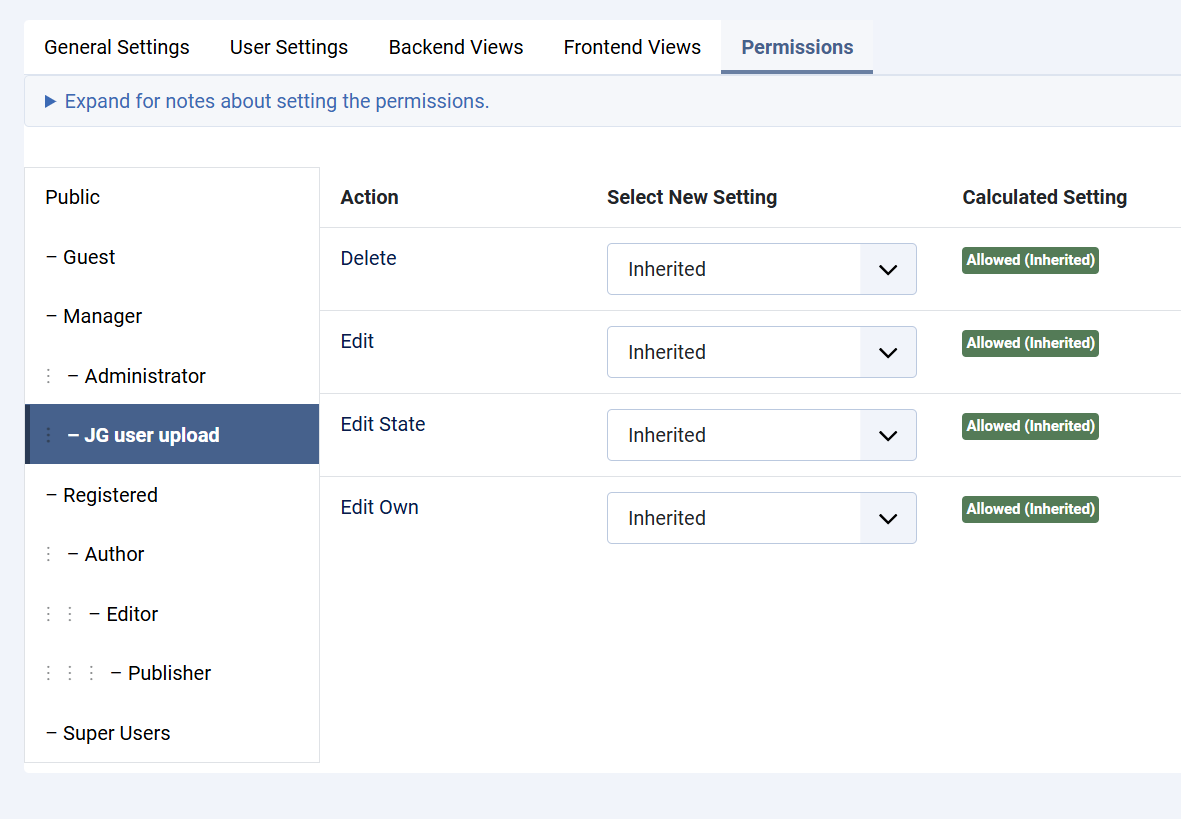 General Settings User Settings Backend Views Frontend Views Permissions
▶ Expand for notes about setting the permissions.
Public
– Guest
– Manager
⋮ – Administrator
⋮ – JG user upload
– Registered
⋮ – Author
⋮ ⋮ – Editor
⋮ ⋮ ⋮ – Publisher
– Super Users
Action Select New Setting Calculated Setting
Delete Inherited Allowed (Inherited)
Edit Inherited Allowed (Inherited)
Edit State Inherited Allowed (Inherited)
Edit Own Inherited Allowed (Inherited)